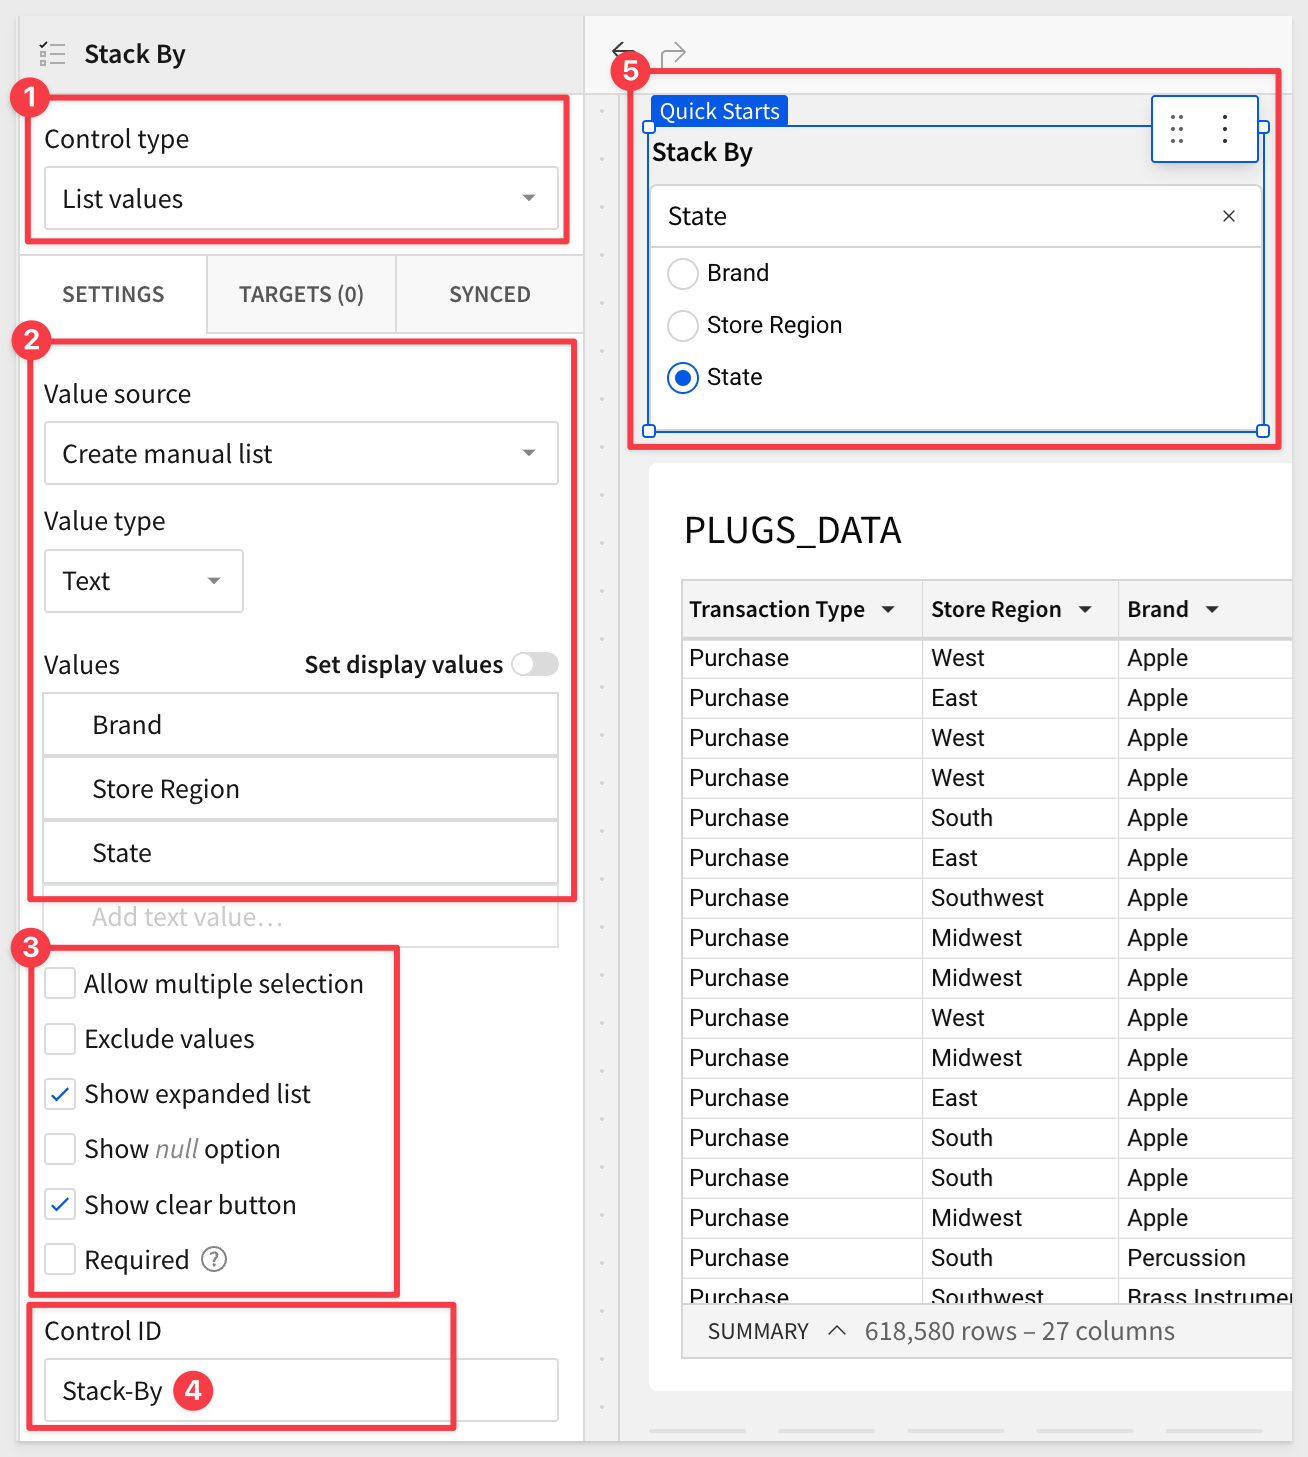 Stack By
1
Control type
List values
SETTINGS
TARGETS (0)
SYNCED
2
Value source
Create manual list
Value type
Text
Values
Set display values
Brand
Store Region
State
Add text value…
3
Allow multiple selection
Exclude values
Show expanded list
Show null option
Show clear button
Required ?
Control ID
Stack-By 4
5
Quick Starts
Stack By
State
Brand
Store Region
State
PLUGS_DATA
Transaction Type Store Region Brand
Purchase West Apple
Purchase East Apple
Purchase West Apple
Purchase West Apple
Purchase South Apple
Purchase East Apple
Purchase Southwest Apple
Purchase Midwest Apple
Purchase Midwest Apple
Purchase West Apple
Purchase Midwest Apple
Purchase East Apple
Purchase South Apple
Purchase South Apple
Purchase Midwest Apple
Purchase South Percussion
Purchase Southwest Brass Instrumen
SUMMARY 618,580 rows – 27 columns